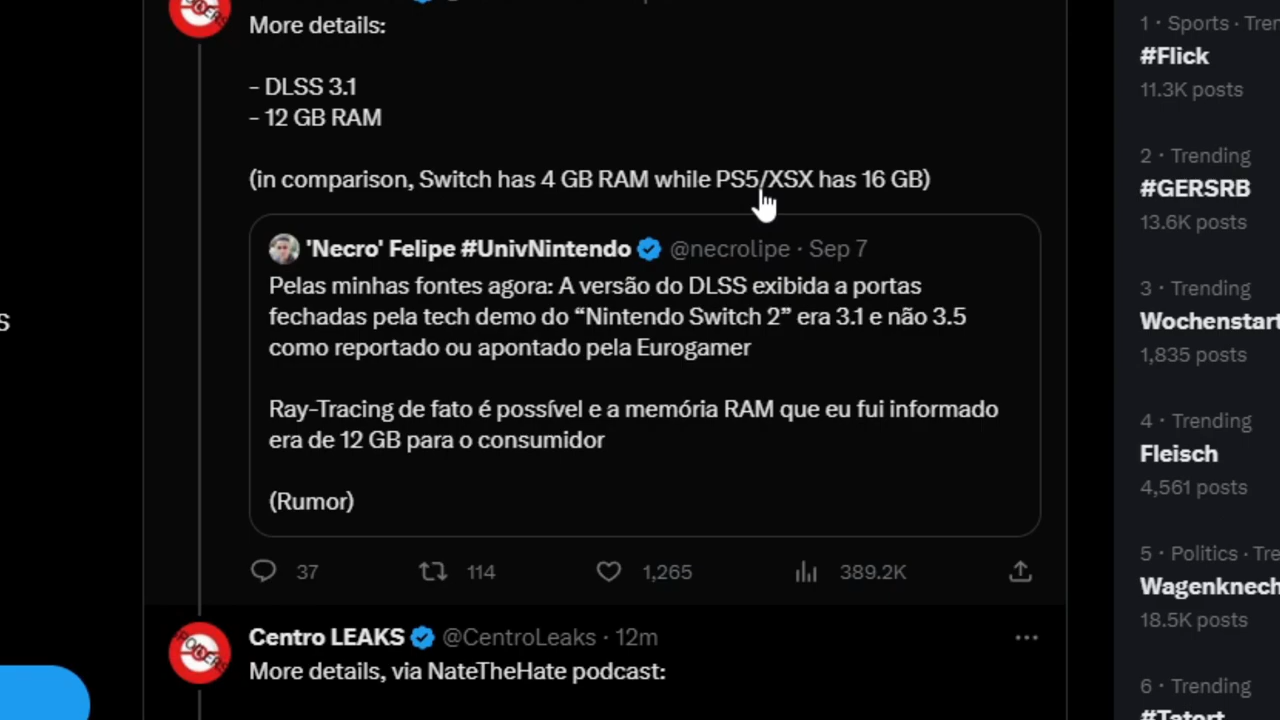 More details:
- DLSS 3.1
- 12 GB RAM
(in comparison, Switch has 4 GB RAM while PS5/XSX has 16 GB)
'Necro' Felipe #UnivNintendo @necrolipe · Sep 7
Pelas minhas fontes agora: A versão do DLSS exibida a portas
fechadas pela tech demo do “Nintendo Switch 2” era 3.1 e não 3.5
como reportado ou apontado pela Eurogamer
Ray-Tracing de fato é possível e a memória RAM que eu fui informado
era de 12 GB para o consumidor
(Rumor)
37 114 1,265 389.2K
Centro LEAKS @CentroLeaks · 12m
More details, via NateTheHate podcast:
1 · Sports · Tren
#Flick
11.3K posts
2 · Trending
#GERSRB
13.6K posts
3 · Trending
Wochenstart
1,835 posts
4 · Trending
Fleisch
4,561 posts
5 · Politics · Tre
Wagenknech
18.5K posts
6 · Trending
#Tatort